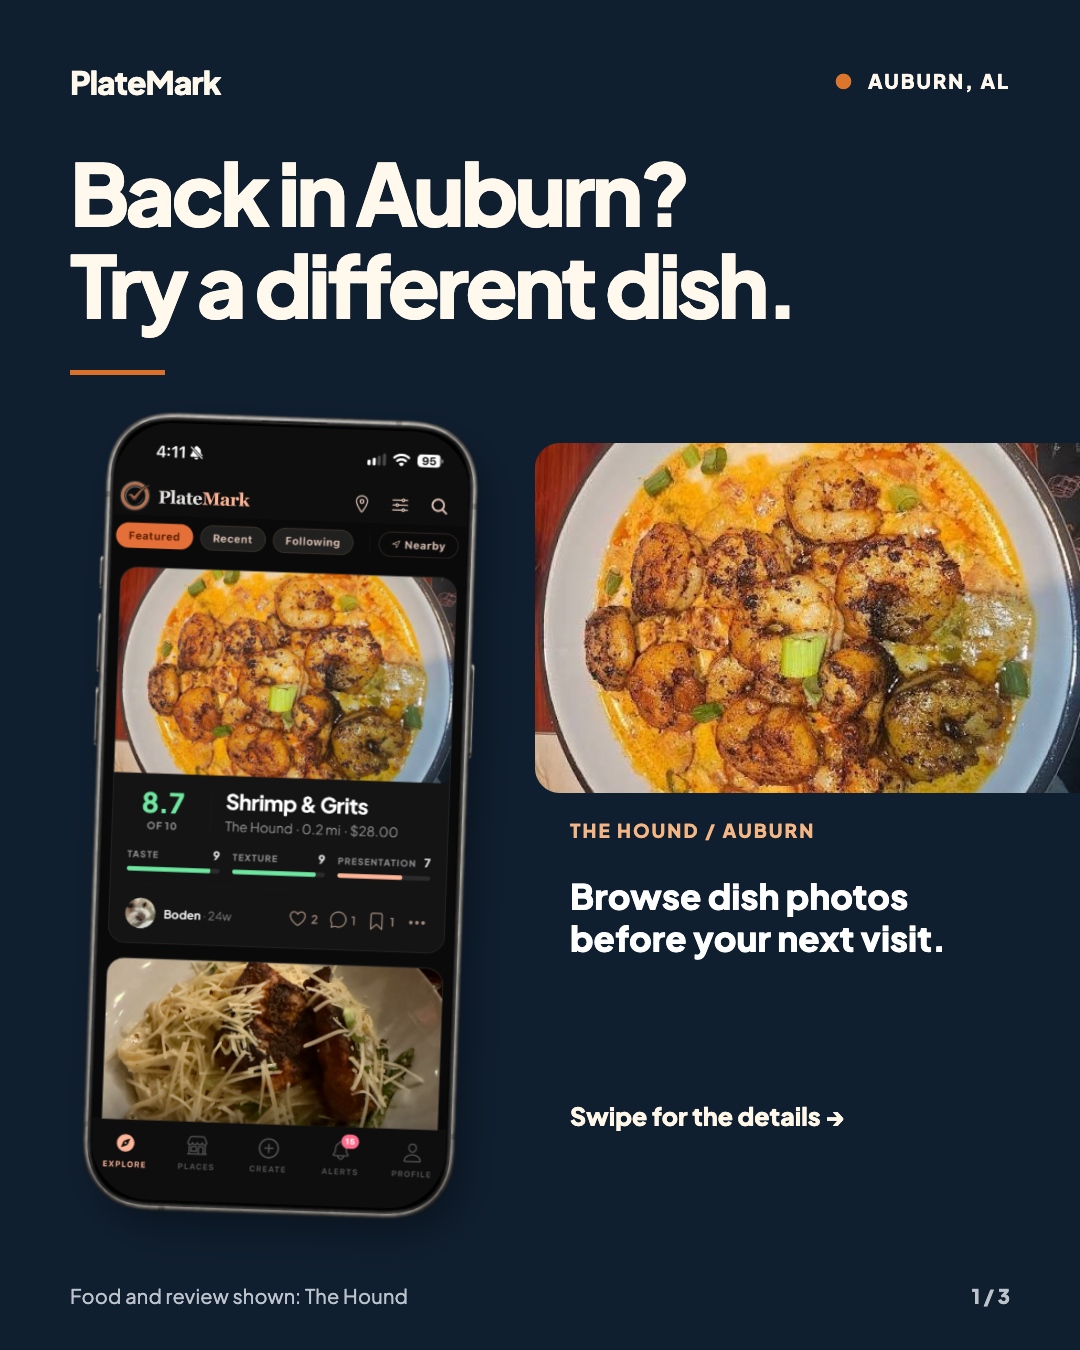 PlateMark
AUBURN, AL
Back in Auburn?
Try a different dish.
4:11
95
PlateMark
Featured
Recent
Following
Nearby
8.7
OF 10
Shrimp & Grits
The Hound · 0.2 mi · $28.00
TASTE 9
TEXTURE 9
PRESENTATION 7
Boden · 24w
2
1
1
EXPLORE
PLACES
CREATE
15
ALERTS
PROFILE
THE HOUND / AUBURN
Browse dish photos
before your next visit.
Swipe for the details →
Food and review shown: The Hound
1 / 3